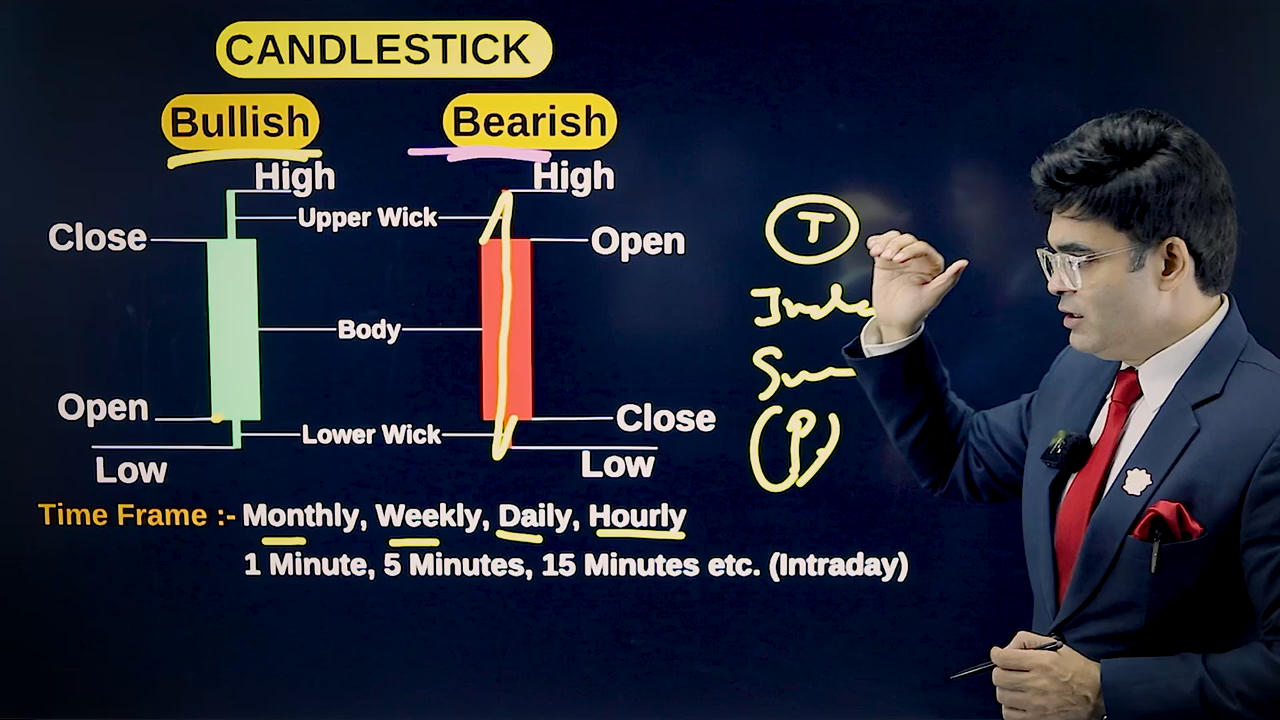 CANDLESTICK
Bullish Bearish
High High
Upper Wick
Close Open
Body
Open Close
Lower Wick
Low Low
T
P
Time Frame :- Monthly, Weekly, Daily, Hourly
1 Minute, 5 Minutes, 15 Minutes etc. (Intraday)